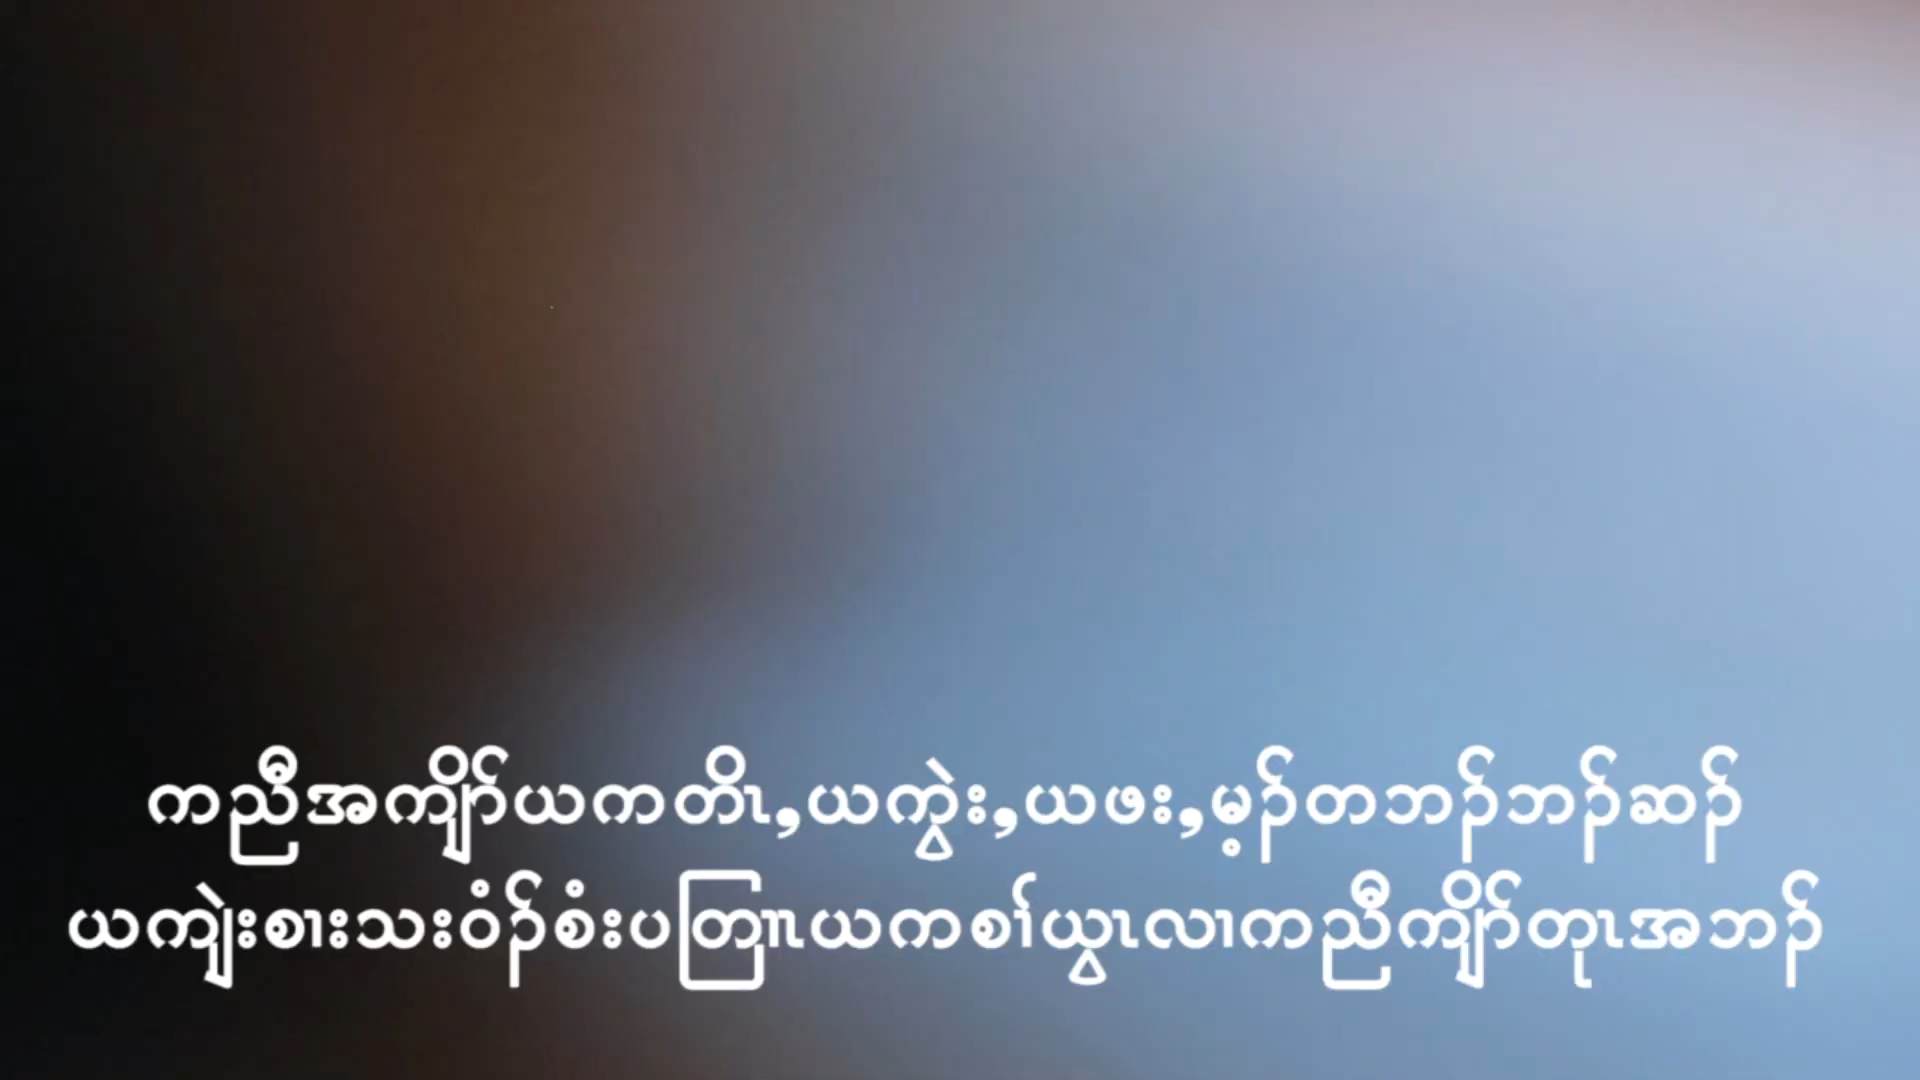 ကညီအကျိာ်ယကတိၤ,ယကွဲး,ယဖး,မ့ၣ်တဘၣ်ဘၣ်ဆၣ်
ယကျဲးစၢးသးဝံၣ်စံးပတြၢၤယကစၢ်ယွၤလၢကညီကျိာ်တုၤအဘၣ်